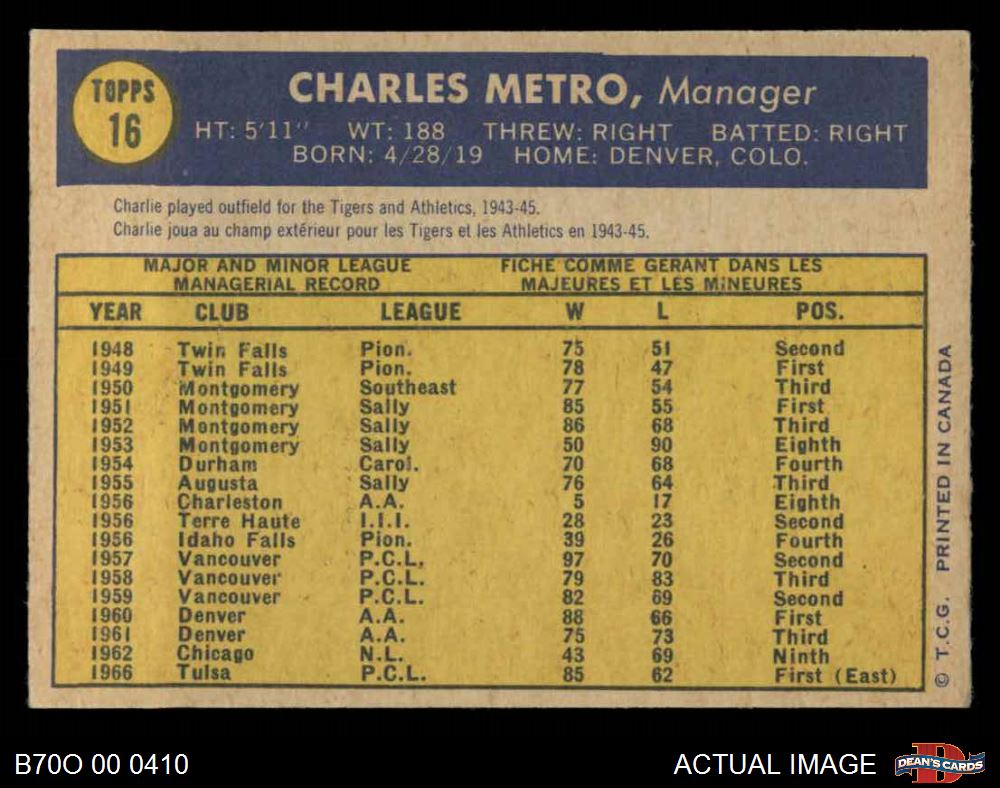 TOPPS
16
CHARLES METRO, Manager
HT: 5'11" WT: 188 THREW: RIGHT BATTED: RIGHT
BORN: 4/28/19 HOME: DENVER, COLO.
Charlie played outfield for the Tigers and Athletics, 1943-45.
Charlie joua au champ extérieur pour les Tigers et les Athletics en 1943-45.
MAJOR AND MINOR LEAGUE FICHE COMME GERANT DANS LES
MANAGERIAL RECORD MAJEURES ET LES MINEURES
YEAR CLUB LEAGUE W L POS.
1948 Twin Falls Pion. 75 51 Second
1949 Twin Falls Pion. 78 47 First
1950 Montgomery Southeast 77 54 Third
1951 Montgomery Sally 85 55 First
1952 Montgomery Sally 86 68 Third
1953 Montgomery Sally 50 90 Eighth
1954 Durham Carol. 70 68 Fourth
1955 Augusta Sally 76 64 Third
1956 Charleston A.A. 5 17 Eighth
1956 Terre Haute I.I.I. 28 23 Second
1956 Idaho Falls Pion. 39 26 Fourth
1957 Vancouver P.C.L. 97 70 Second
1958 Vancouver P.C.L. 79 83 Third
1959 Vancouver P.C.L. 82 69 Second
1960 Denver A.A. 88 66 First
1961 Denver A.A. 75 73 Third
1962 Chicago N.L. 43 69 Ninth
1966 Tulsa P.C.L. 85 62 First (East)
© T.C.G. PRINTED IN CANADA
B70O 00 0410
ACTUAL IMAGE
DEAN'S CARDS